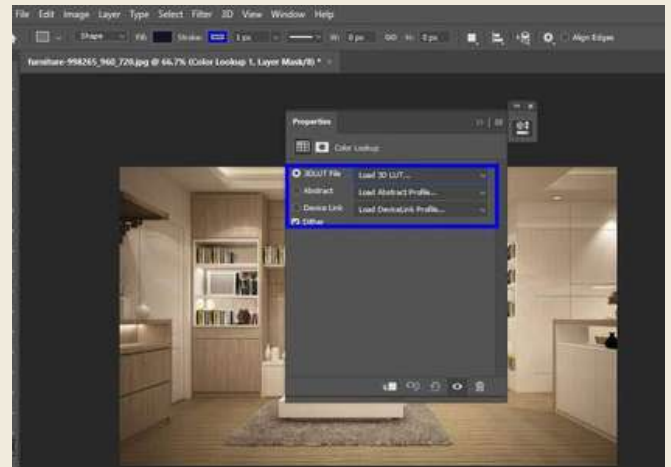 File Edit Image Layer Type Select Filter 3D View Window Help
Shape Fill: Stroke: 1 px W: 0 px GO H: 0 px Align Edges
furniture-998265_960_720.jpg @ 66.7% (Color Lookup 1, Layer Mask/8) *
Properties
Color Lookup
3DLUT File Load 3D LUT...
Abstract Load Abstract Profile...
Device Link Load DeviceLink Profile...
Dither